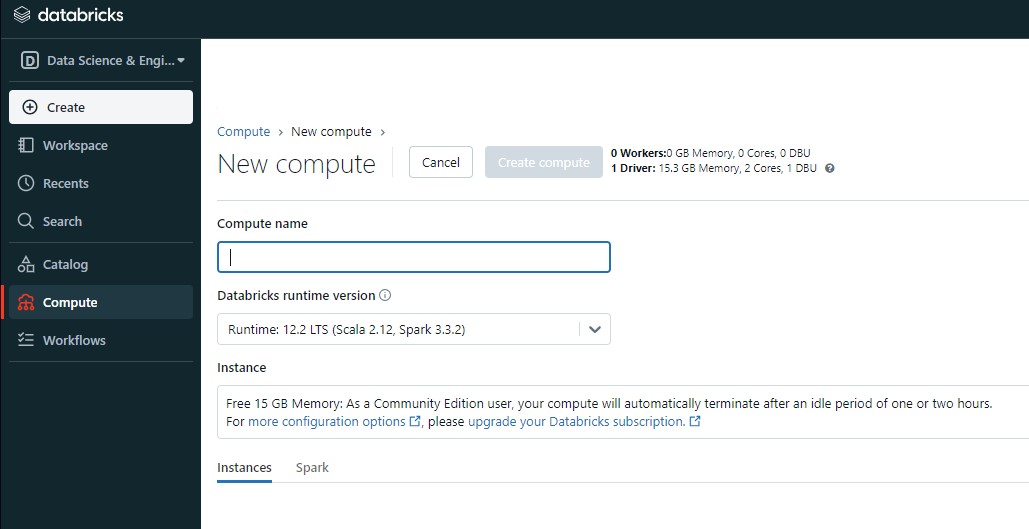 databricks
Data Science & Engi...
Create
Workspace
Recents
Search
Catalog
Compute
Workflows
Compute > New compute >
New compute
Cancel
Create compute
0 Workers:0 GB Memory, 0 Cores, 0 DBU
1 Driver: 15.3 GB Memory, 2 Cores, 1 DBU ?
Compute name
Databricks runtime version
Runtime: 12.2 LTS (Scala 2.12, Spark 3.3.2)
Instance
Free 15 GB Memory: As a Community Edition user, your compute will automatically terminate after an idle period of one or two hours.
For more configuration options, please upgrade your Databricks subscription.
Instances Spark